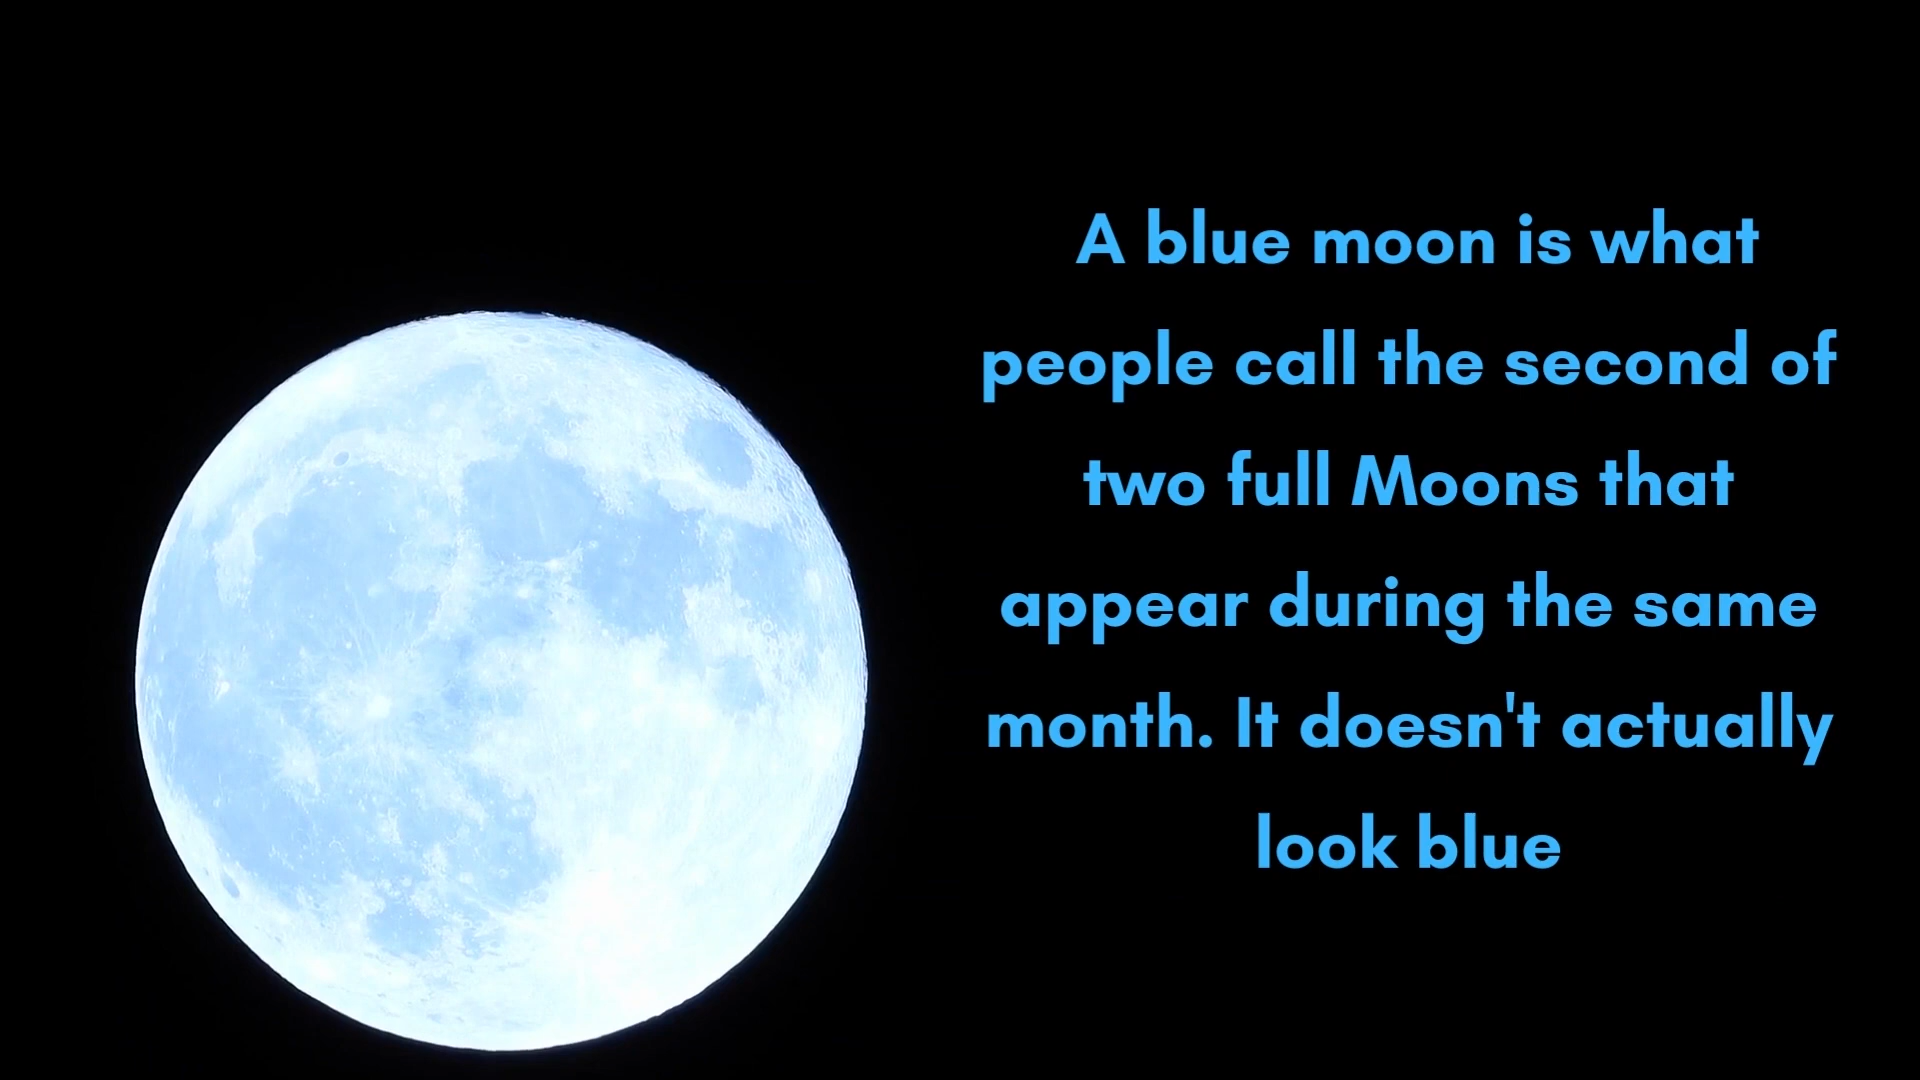 A blue moon is what
people call the second of
two full Moons that
appear during the same
month. It doesn't actually
look blue